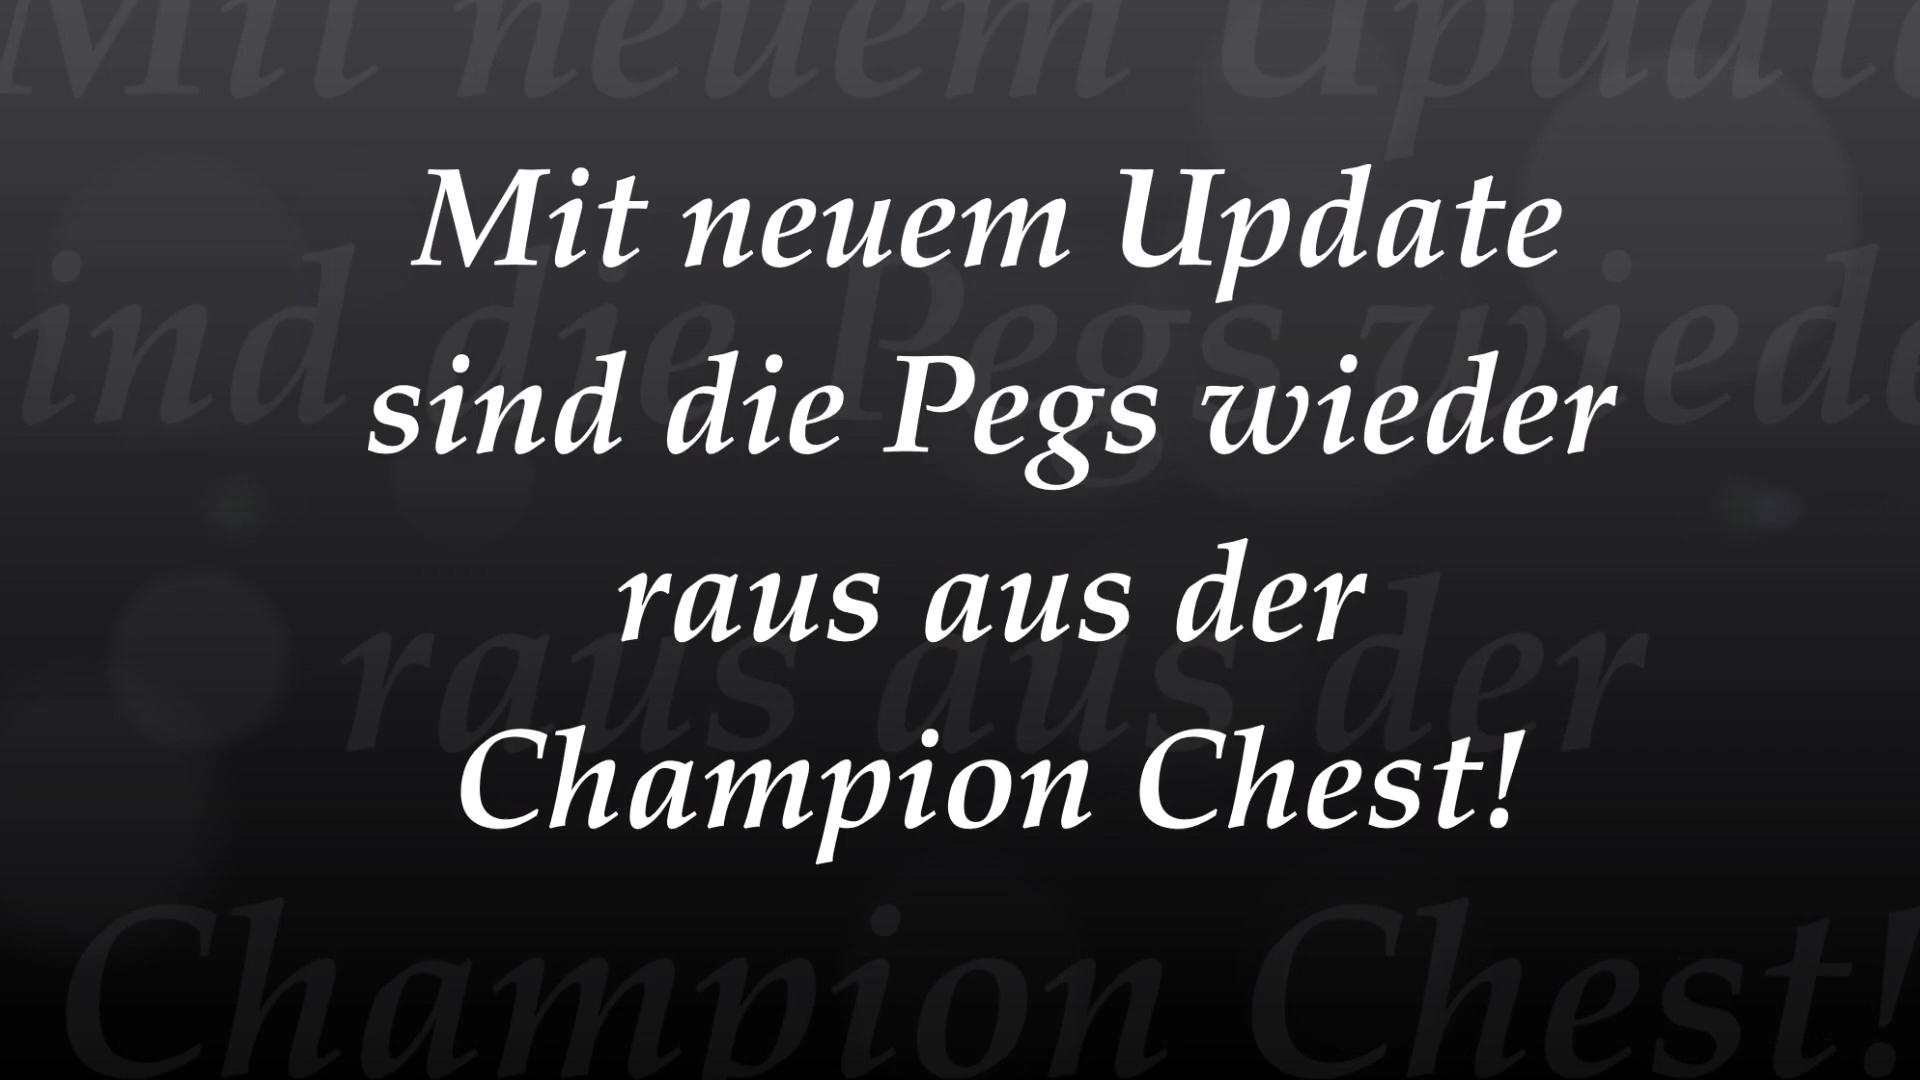 Mit neuem Update
sind die Pegs wieder
raus aus der
Champion Chest!